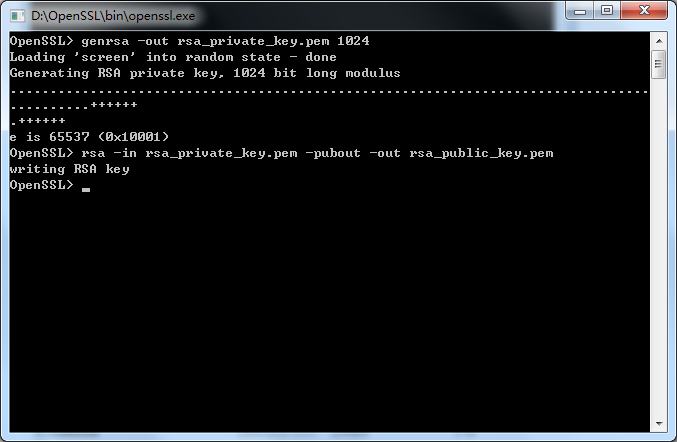 D:\OpenSSL\bin\openssl.exe
OpenSSL> genrsa -out rsa_private_key.pem 1024
Loading 'screen' into random state - done
Generating RSA private key, 1024 bit long modulus
................................................................................
..........++++++
.++++++
e is 65537 (0x10001)
OpenSSL> rsa -in rsa_private_key.pem -pubout -out rsa_public_key.pem
writing RSA key
OpenSSL> _